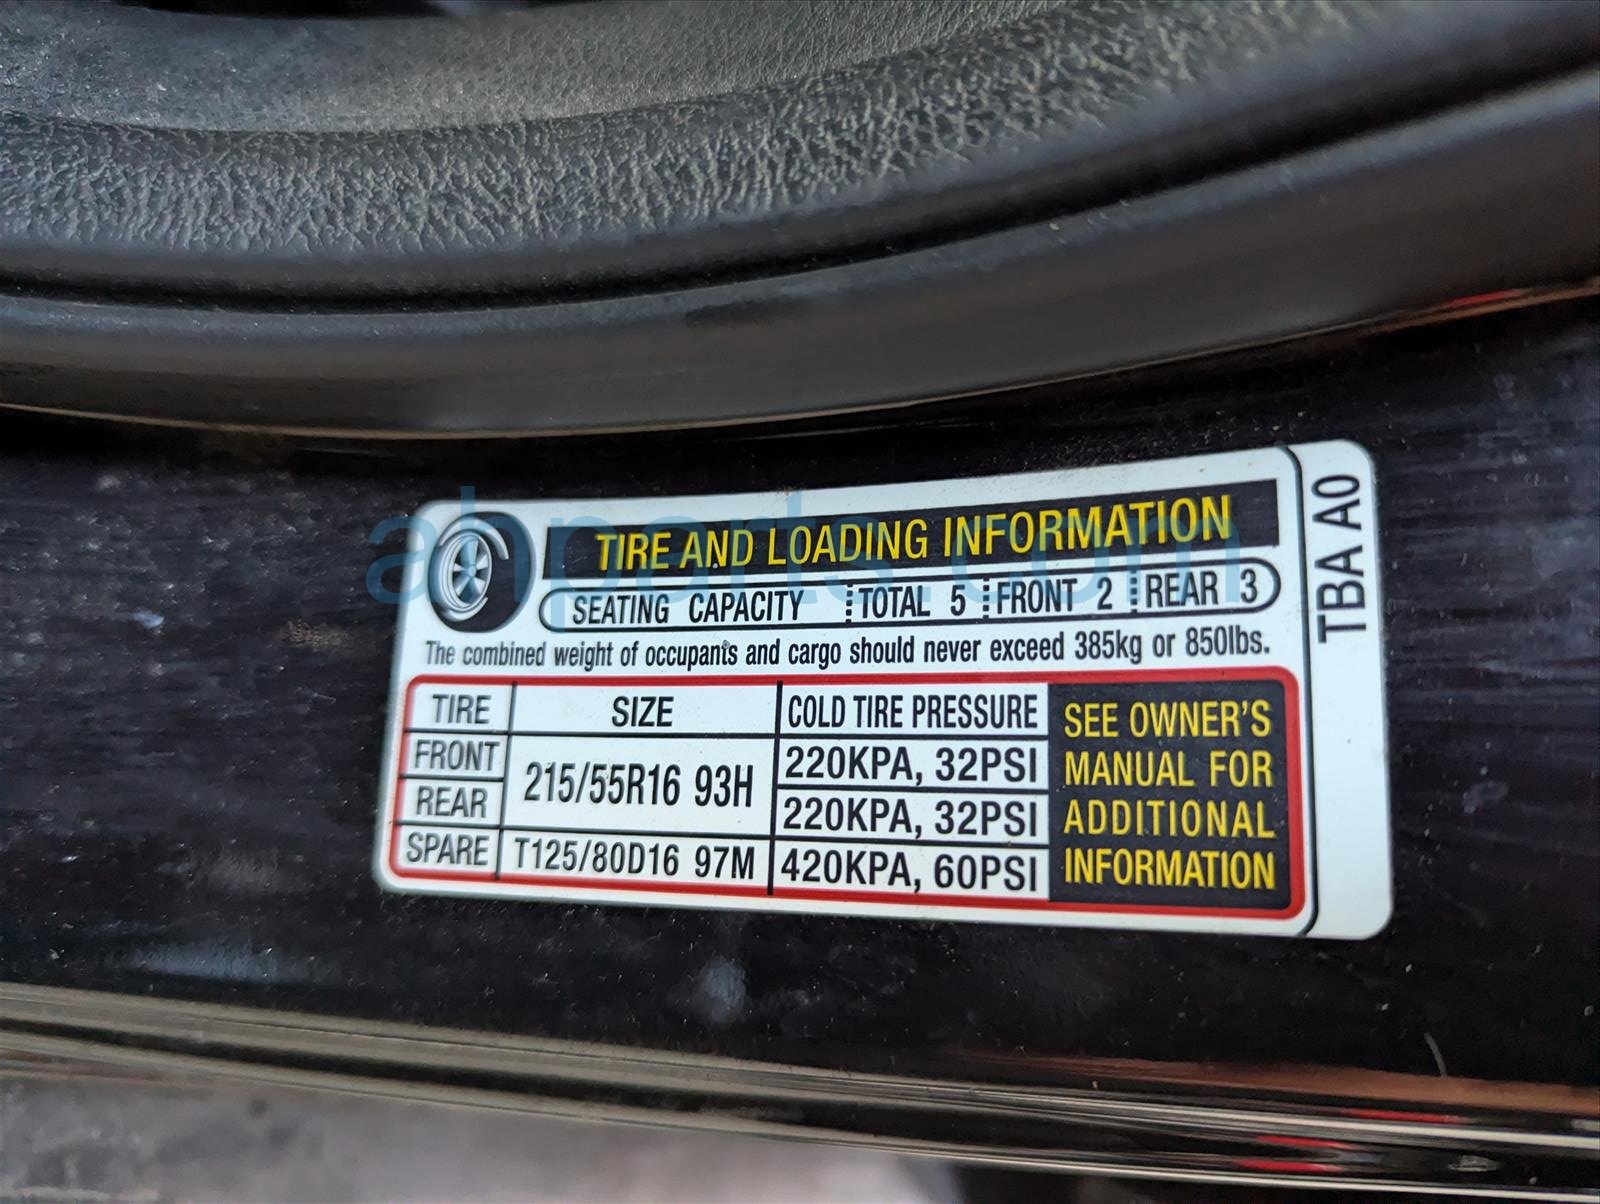 TIRE AND LOADING INFORMATION
SEATING CAPACITY TOTAL 5 FRONT 2 REAR 3
The combined weight of occupants and cargo should never exceed 385kg or 850lbs.
TIRE SIZE COLD TIRE PRESSURE
FRONT 215/55R16 93H 220KPA, 32PSI
REAR 220KPA, 32PSI
SPARE T125/80D16 97M 420KPA, 60PSI
SEE OWNER'S
MANUAL FOR
ADDITIONAL
INFORMATION
TBA A0
ahparts.com